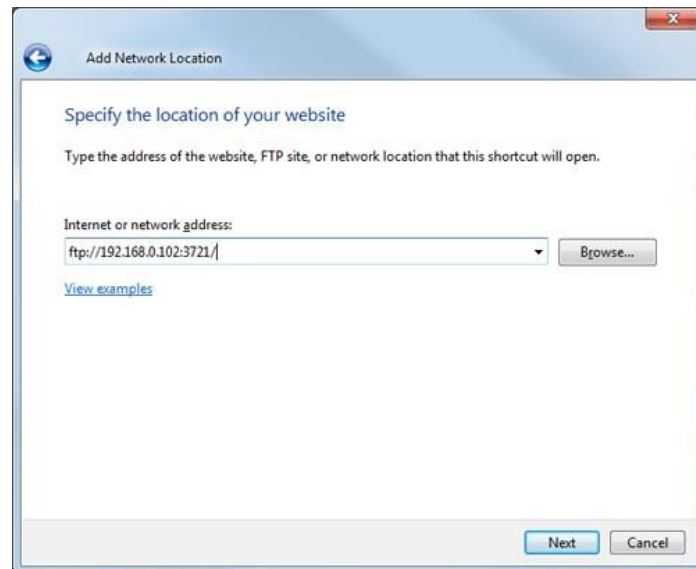 Add Network Location
Specify the location of your website
Type the address of the website, FTP site, or network location that this shortcut will open.
Internet or network address:
ftp://192.168.0.102:3721/
Browse...
View examples
Next
Cancel